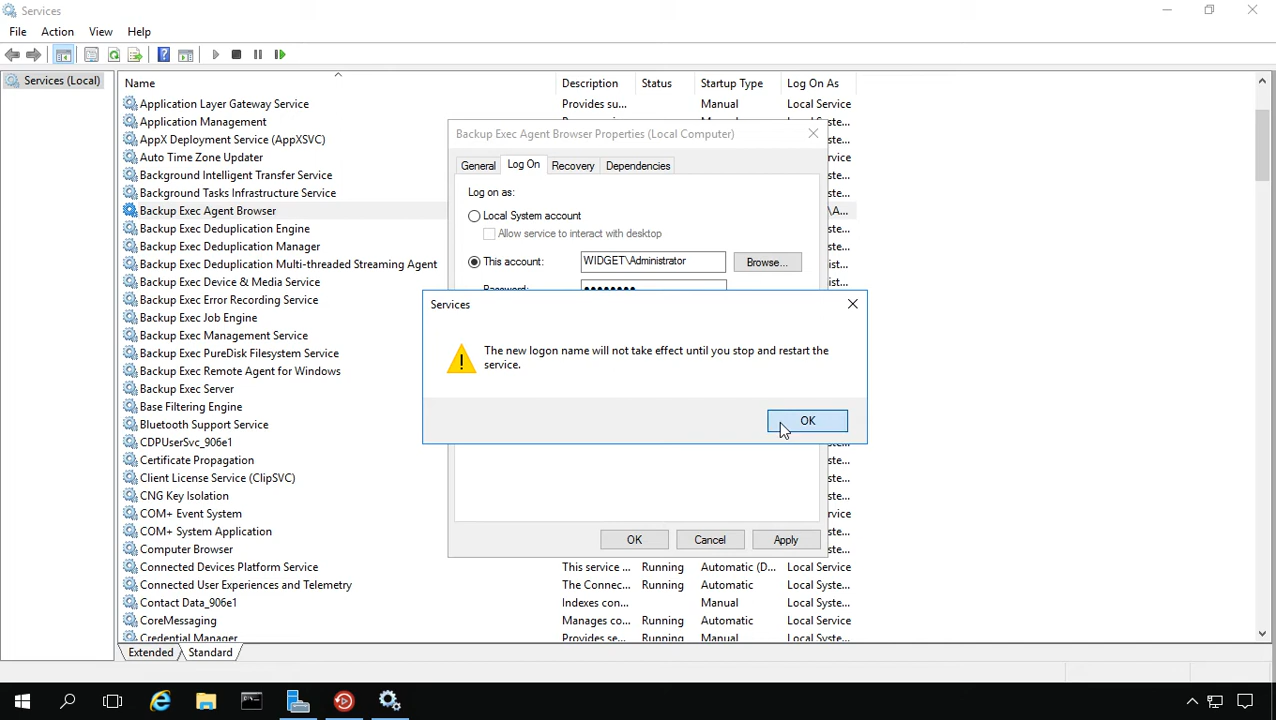 Services
File Action View Help
Services (Local)
Name Description Status Startup Type Log On As
Application Layer Gateway Service Provides su... Manual Local Service
Application Management
AppX Deployment Service (AppXSVC)
Auto Time Zone Updater
Background Intelligent Transfer Service
Background Tasks Infrastructure Service
Backup Exec Agent Browser
Backup Exec Deduplication Engine
Backup Exec Deduplication Manager
Backup Exec Deduplication Multi-threaded Streaming Agent
Backup Exec Device & Media Service
Backup Exec Error Recording Service
Backup Exec Job Engine
Backup Exec Management Service
Backup Exec PureDisk Filesystem Service
Backup Exec Remote Agent for Windows
Backup Exec Server
Base Filtering Engine
Bluetooth Support Service
CDPUserSvc_906e1
Certificate Propagation
Client License Service (ClipSVC)
CNG Key Isolation
COM+ Event System
COM+ System Application
Computer Browser
Connected Devices Platform Service This service ... Running Automatic (D... Local Service
Connected User Experiences and Telemetry The Connec... Running Automatic Local Syste...
Contact Data_906e1 Indexes con... Manual Local Syste...
CoreMessaging Manages co... Running Automatic Local Syste...
Credential Manager Provides se... Running Manual Local Syste...
Extended Standard
Backup Exec Agent Browser Properties (Local Computer)
General Log On Recovery Dependencies
Log on as:
Local System account
Allow service to interact with desktop
This account: WIDGET\Administrator Browse...
Password:
Services
The new logon name will not take effect until you stop and restart the
service.
OK
OK Cancel Apply